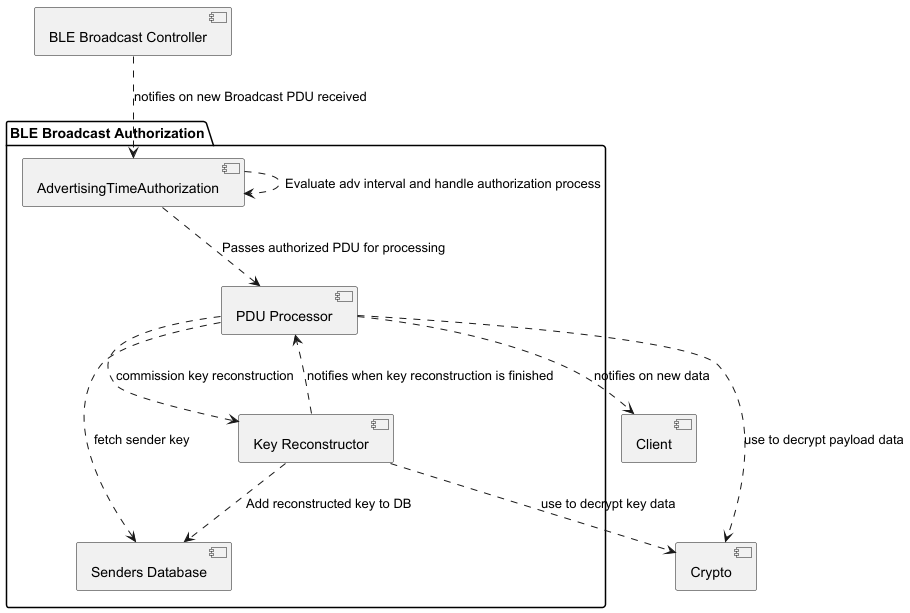 BLE Broadcast Controller
notifies on new Broadcast PDU received
BLE Broadcast Authorization
AdvertisingTimeAuthorization
Evaluate adv interval and handle authorization process
Passes authorized PDU for processing
PDU Processor
commission key reconstruction
notifies when key reconstruction is finished
notifies on new data
fetch sender key
Key Reconstructor
Client
use to decrypt payload data
Add reconstructed key to DB
use to decrypt key data
Senders Database
Crypto